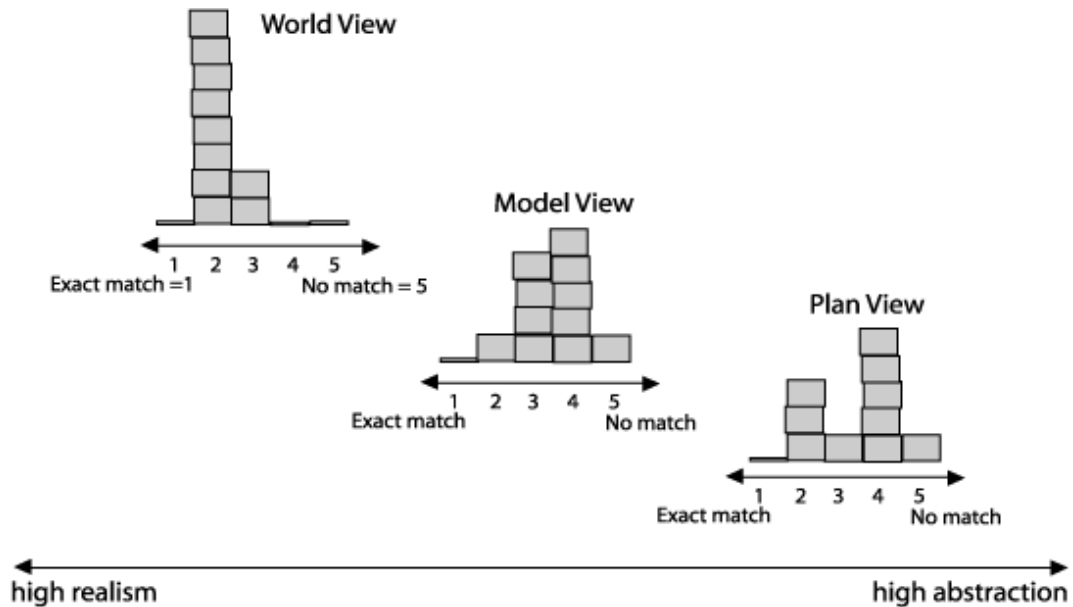 World View
1 2 3 4 5
Exact match =1 No match = 5
Model View
1 2 3 4 5
Exact match No match
Plan View
1 2 3 4 5
Exact match No match
high realism high abstraction